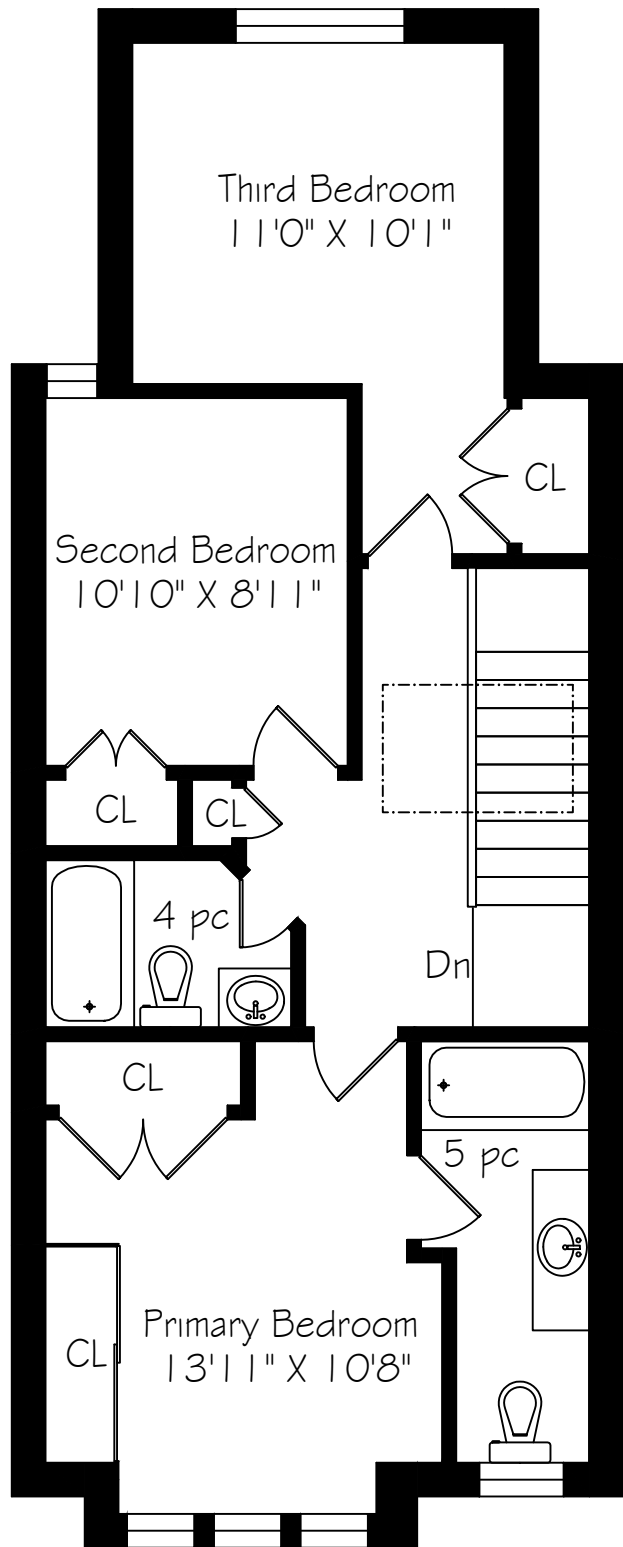 Third Bedroom
11'0" X 10'1"
CL
Second Bedroom
10'10" X 8'11"
CL
CL
4 pc
Dn
CL
5 pc
Primary Bedroom
13'11" X 10'8"
CL